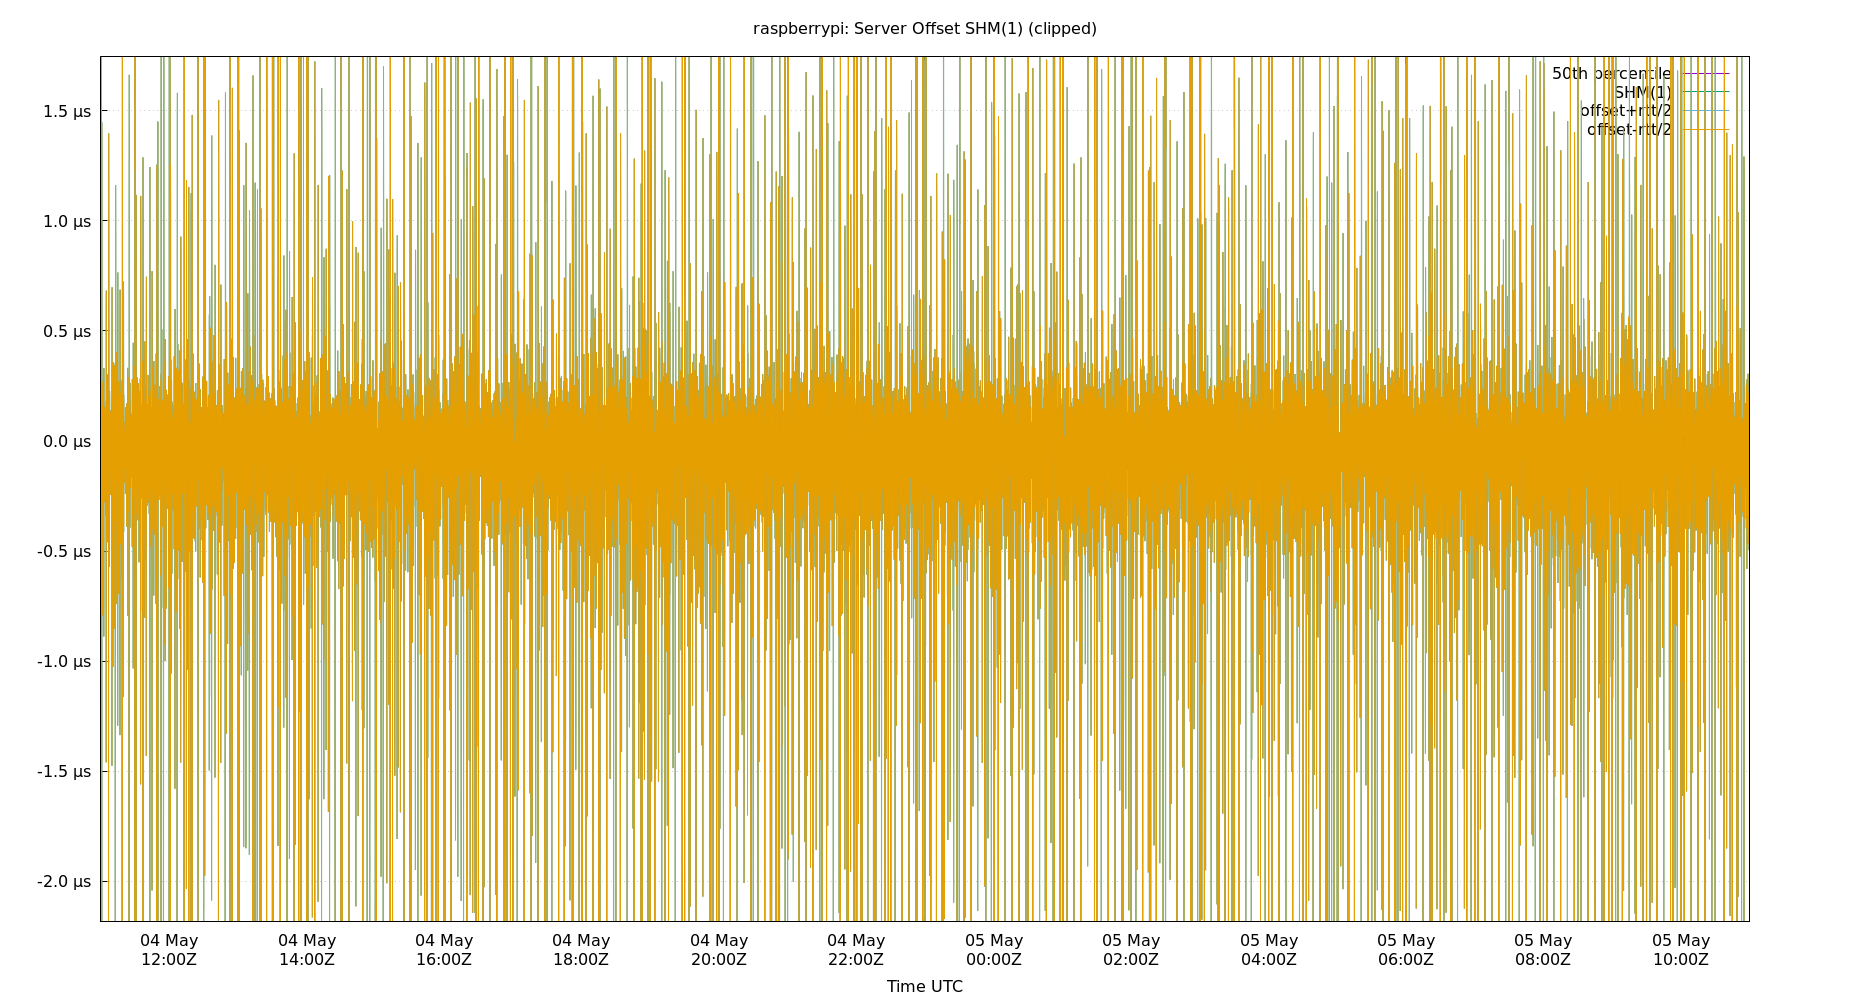 raspberrypi: Server Offset SHM(1) (clipped)
50th percentile
SHM(1)
offset+rtt/2
offset-rtt/2
1.5 µs
1.0 µs
0.5 µs
0.0 µs
-0.5 µs
-1.0 µs
-1.5 µs
-2.0 µs
04 May 04 May 04 May 04 May 04 May 04 May 05 May 05 May 05 May 05 May 05 May 05 May
12:00Z 14:00Z 16:00Z 18:00Z 20:00Z 22:00Z 00:00Z 02:00Z 04:00Z 06:00Z 08:00Z 10:00Z
Time UTC